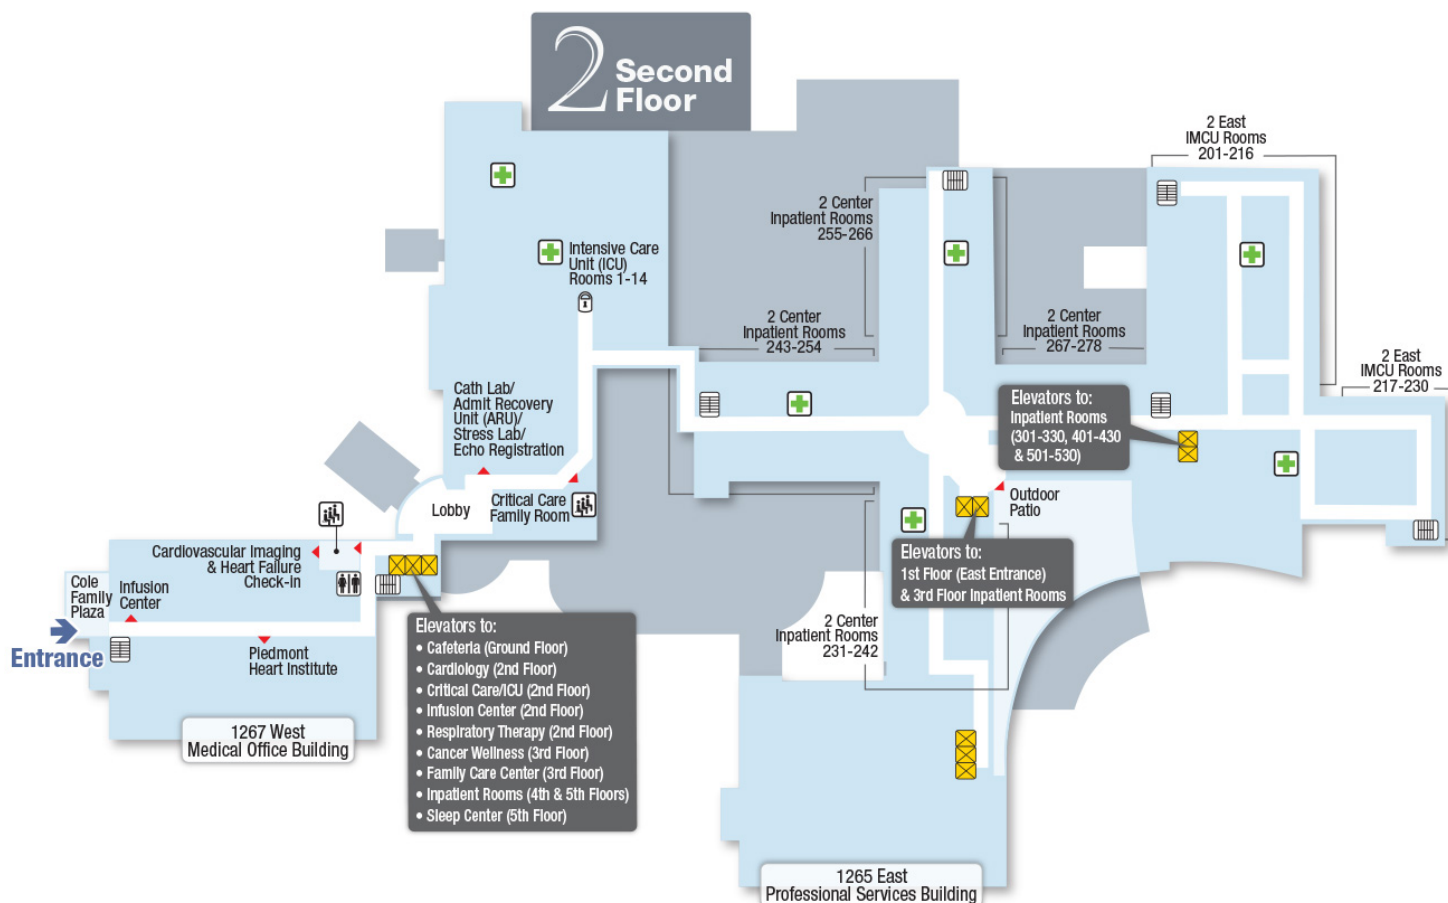 2 Second
Floor
2 East
IMCU Rooms
201-216
2 Center
Inpatient Rooms
255-266
Intensive Care
Unit (ICU)
Rooms 1-14
2 Center
Inpatient Rooms
243-254
2 Center
Inpatient Rooms
267-278
2 East
IMCU Rooms
217-230
Cath Lab/
Admit Recovery
Unit (ARU)/
Stress Lab/
Echo Registration
Elevators to:
Inpatient Rooms
(301-330, 401-430
& 501-530)
Lobby
Critical Care
Family Room
Outdoor
Patio
Cardiovascular Imaging
& Heart Failure
Check-in
Elevators to:
1st Floor (East Entrance)
& 3rd Floor Inpatient Rooms
Cole
Family
Plaza
Infusion
Center
Entrance
Piedmont
Heart Institute
2 Center
Inpatient Rooms
231-242
Elevators to:
• Cafeteria (Ground Floor)
• Cardiology (2nd Floor)
• Critical Care/ICU (2nd Floor)
• Infusion Center (2nd Floor)
• Respiratory Therapy (2nd Floor)
• Cancer Wellness (3rd Floor)
• Family Care Center (3rd Floor)
• Inpatient Rooms (4th & 5th Floors)
• Sleep Center (5th Floor)
1267 West
Medical Office Building
1265 East
Professional Services Building